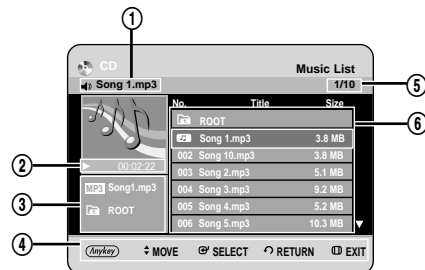 ①
CD
Music List
Song 1.mp3
1/10
⑤
No. Title Size
ROOT
⑥
Song 1.mp3 3.8 MB
② 00:02:22
002 Song 10.mp3 3.8 MB
003 Song 2.mp3 5.1 MB
MP3 Song1.mp3
004 Song 3.mp3 9.2 MB
③ ROOT
005 Song 4.mp3 5.2 MB
006 Song 5.mp3 10.3 MB
④ Anykey MOVE SELECT RETURN EXIT